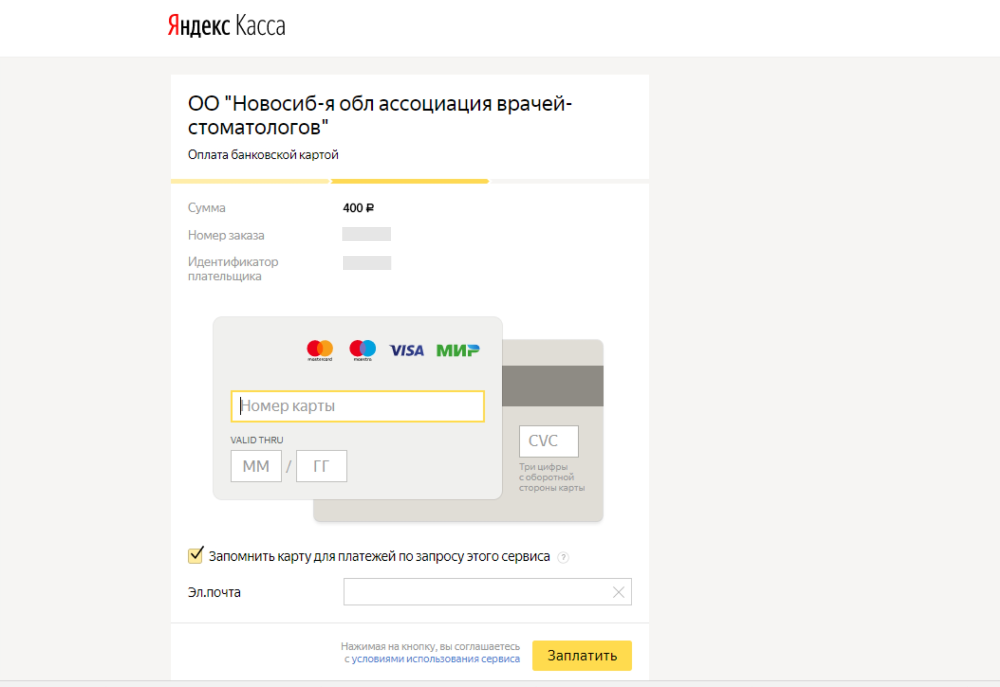 Яндекс Касса
ОО "Новосиб-я обл ассоциация врачей-
стоматологов"
Оплата банковской картой
Сумма 400 ₽
Номер заказа
Идентификатор
плательщика
mastercard maestro VISA МИР
Номер карты
VALID THRU
ММ / ГГ
CVC
Три цифры
с оборотной
стороны карты
Запомнить карту для платежей по запросу этого сервиса ?
Эл.почта
Нажимая на кнопку, вы соглашаетесь
с условиями использования сервиса
Заплатить